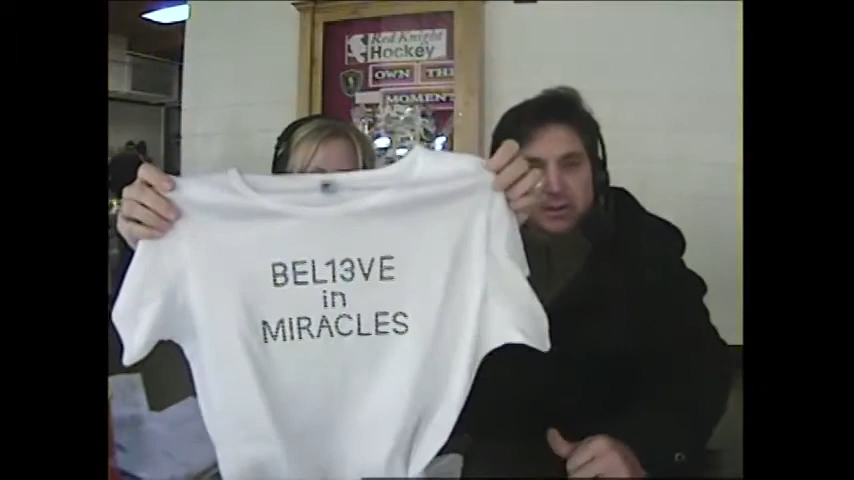 Red Knight
Hockey
OWN THE
MOMENT
BEL13VE
in
MIRACLES